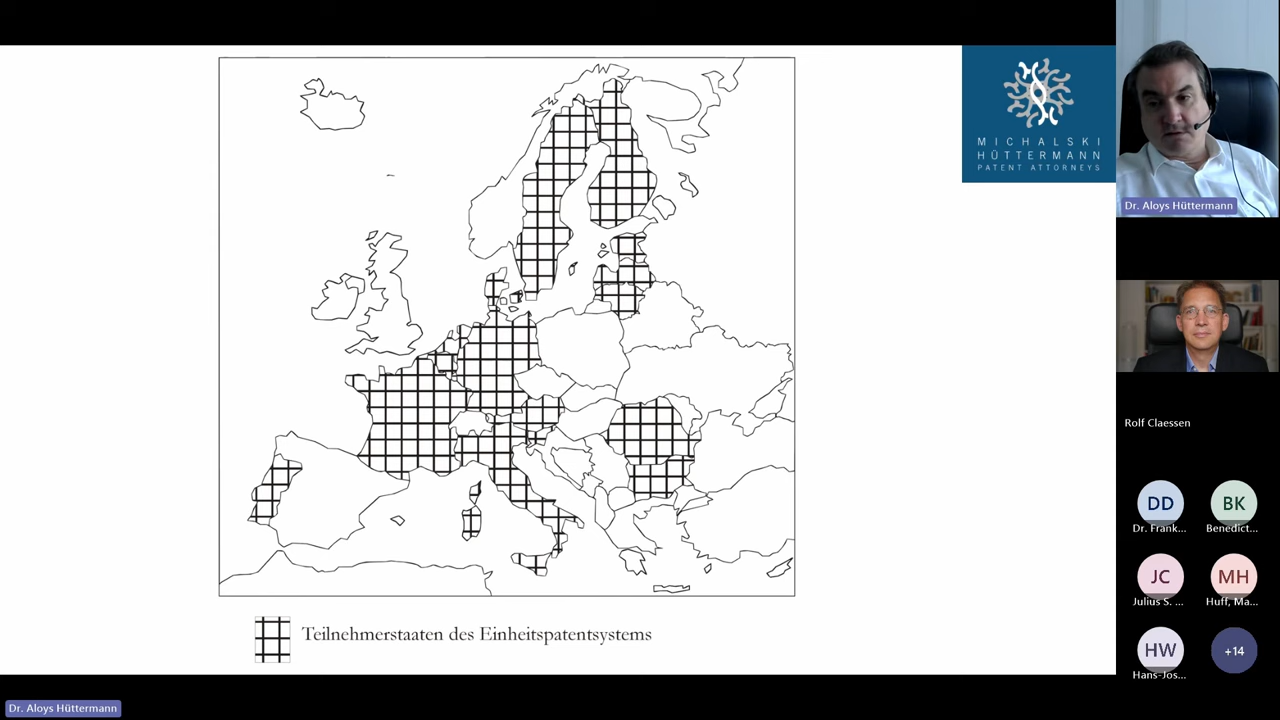 MICHALSKI
HÜTTERMANN
PATENT ATTORNEYS
Teilnehmerstaaten des Einheitspatentsystems
Dr. Aloys Hüttermann
Rolf Claessen
DD
Dr. Frank...
BK
Benedict...
JC
Julius S. ...
MH
Huff, Ma...
HW
Hans-Jos...
+14
Dr. Aloys Hüttermann